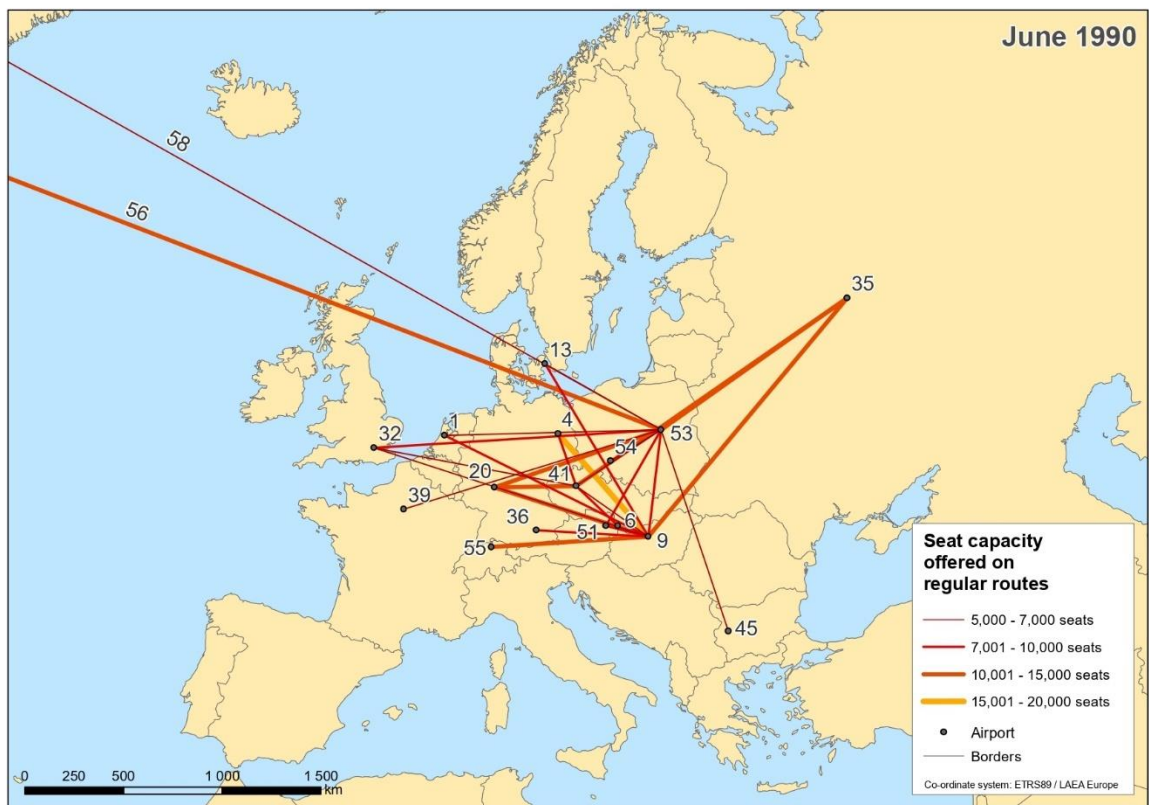 June 1990
58
56
35
13
1
4
32
53
54
20
41
39
36
6
51
9
55
45
Seat capacity
offered on
regular routes
5,000 - 7,000 seats
7,001 - 10,000 seats
10,001 - 15,000 seats
15,001 - 20,000 seats
Airport
Borders
Co-ordinate system: ETRS89 / LAEA Europe
0 250 500 1 000 1 500
km